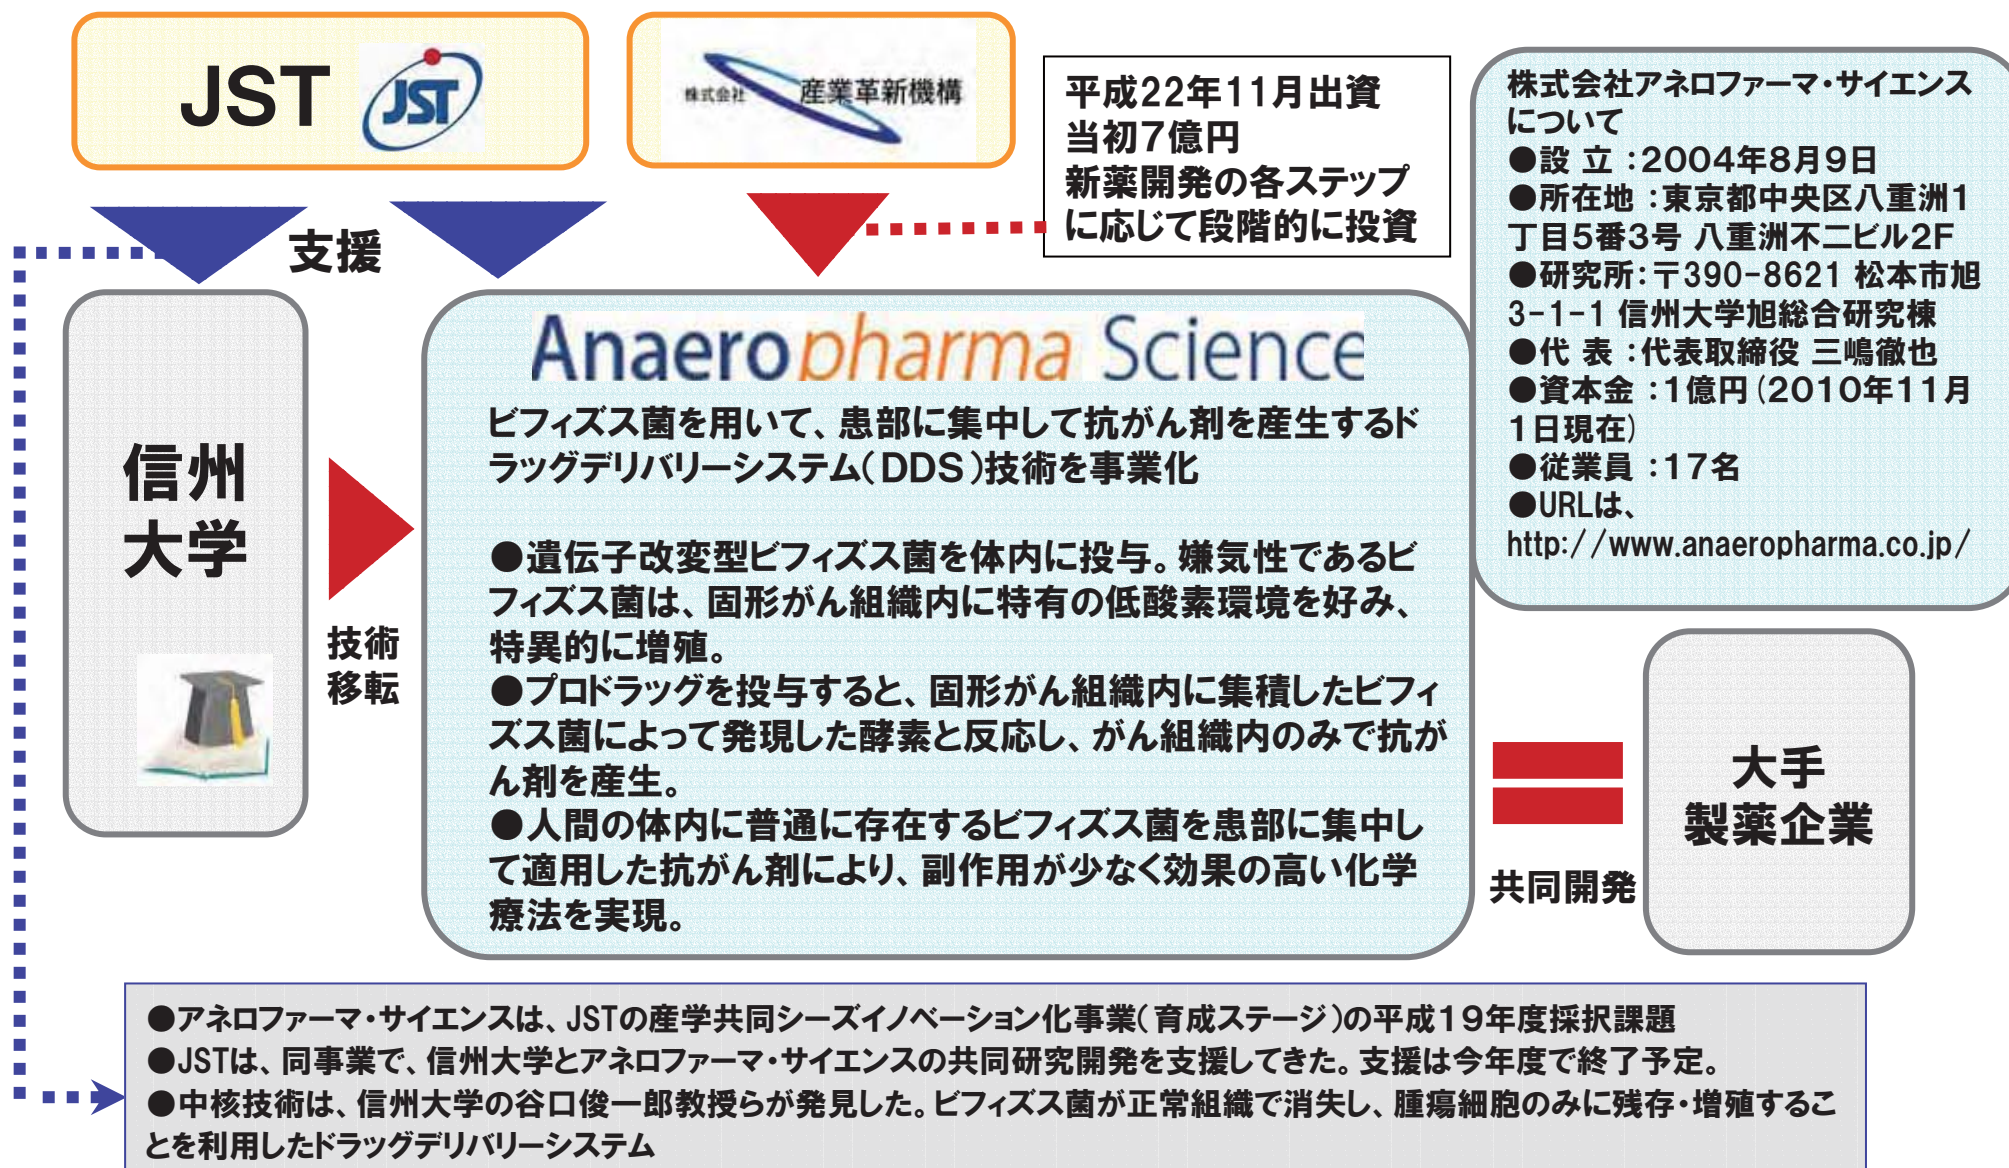 JST
JST
株式会社 産業革新機構
平成22年11月出資
当初7億円
新薬開発の各ステップ
に応じて段階的に投資
株式会社アネロファーマ・サイエンス
について
●設 立 :2004年8月9日
●所在地 :東京都中央区八重洲1
丁目5番3号 八重洲不二ビル2F
●研究所:〒390-8621 松本市旭
3-1-1 信州大学旭総合研究棟
●代 表 :代表取締役 三嶋徹也
●資本金 :1億円(2010年11月
1日現在)
●従業員 :17名
●URLは、
http://www.anaeropharma.co.jp/
支援
信州
大学
技術
移転
Anaeropharma Science
ビフィズス菌を用いて、患部に集中して抗がん剤を産生するド
ラッグデリバリーシステム(DDS)技術を事業化
●遺伝子改変型ビフィズス菌を体内に投与。嫌気性であるビ
フィズス菌は、固形がん組織内に特有の低酸素環境を好み、
特異的に増殖。
●プロドラッグを投与すると、固形がん組織内に集積したビフィ
ズス菌によって発現した酵素と反応し、がん組織内のみで抗が
ん剤を産生。
●人間の体内に普通に存在するビフィズス菌を患部に集中し
て適用した抗がん剤により、副作用が少なく効果の高い化学
療法を実現。
共同開発
大手
製薬企業
●アネロファーマ・サイエンスは、JSTの産学共同シーズイノベーション化事業(育成ステージ)の平成19年度採択課題
●JSTは、同事業で、信州大学とアネロファーマ・サイエンスの共同研究開発を支援してきた。支援は今年度で終了予定。
●中核技術は、信州大学の谷口俊一郎教授らが発見した。ビフィズス菌が正常組織で消失し、腫瘍細胞のみに残存・増殖するこ
とを利用したドラッグデリバリーシステム